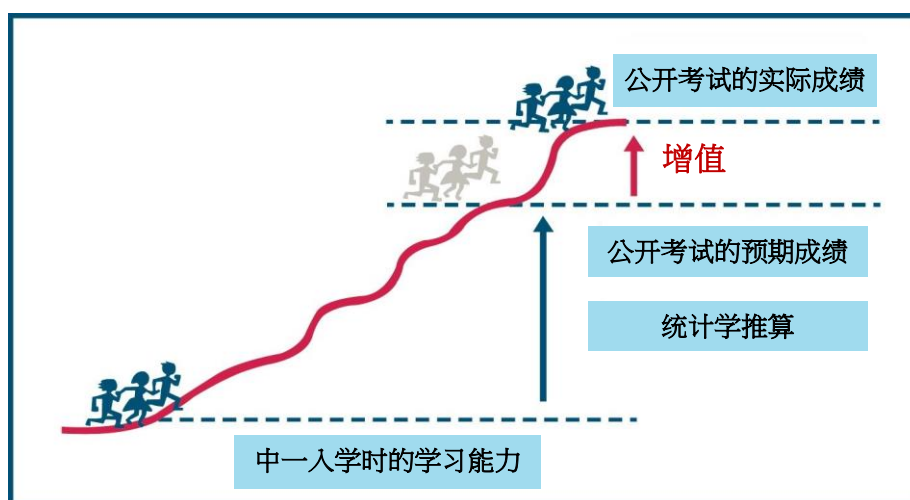 公开考试的实际成绩
增值
公开考试的预期成绩
统计学推算
中一入学时的学习能力